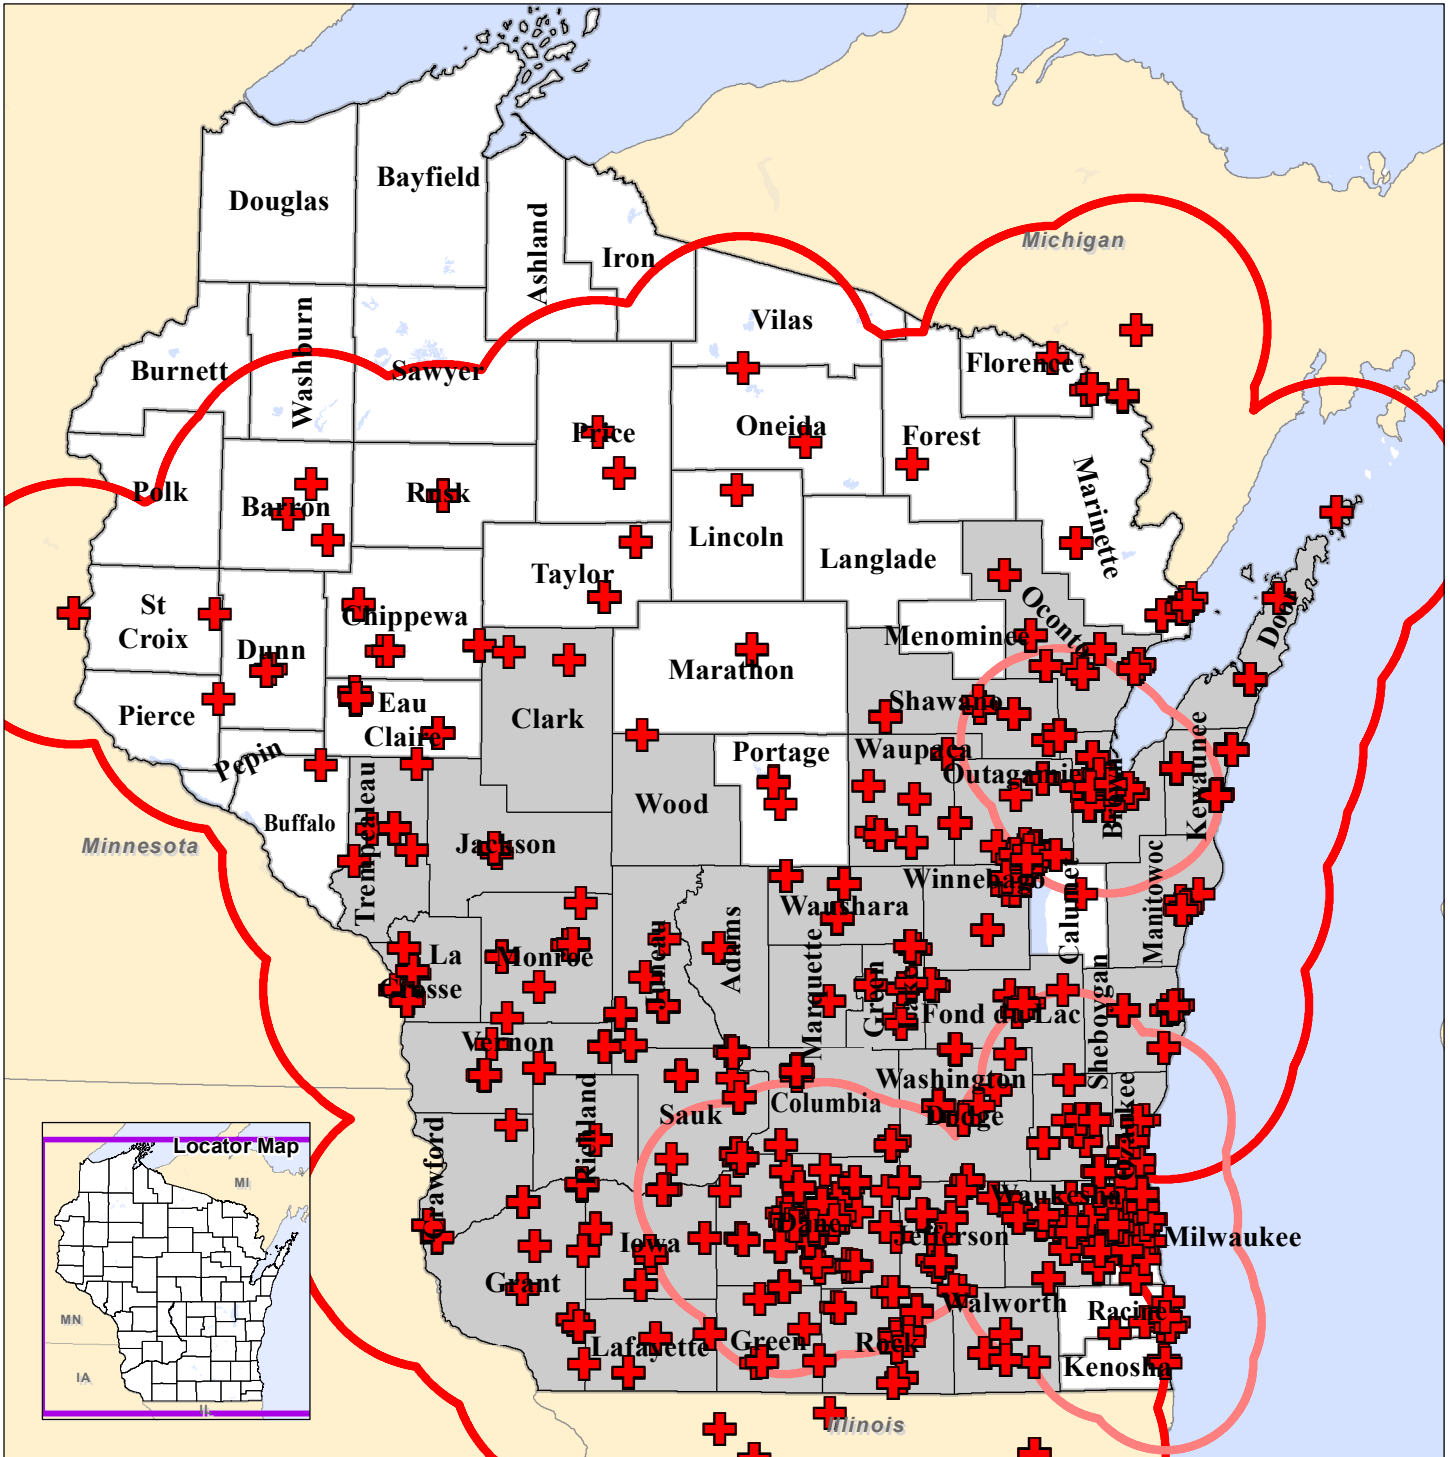 Bayfield
Douglas
Ashland
Iron
Michigan
Vilas
Washburn
Burnett
Sawyer
Florence
Price
Oneida
Forest
Polk
Barron
Rusk
Marinette
Lincoln
Langlade
Taylor
St
Croix
Chippewa
Oconto
Door
Menominee
Dunn
Marathon
Pierce
Eau
Claire
Clark
Shawano
Waupaca
Portage
Pepin
Outagamie
Brown
Kewaunee
Wood
Buffalo
Trempeleau
Minnesota
Jackson
Winnebago
Calumet
Manitowoc
Waushara
La
Crosse
Monroe
Juneau
Adams
Marquette
Green
Lake
Fond du Lac
Sheboygan
Vernon
Washington
Columbia
Dodge
Ozaukee
Sauk
Richland
Crawford
Locator Map
MI
MN
IA
IL
Waukesha
Dane
Jefferson
Milwaukee
Iowa
Grant
Walworth
Racine
Lafayette
Green
Rock
Kenosha
Illinois